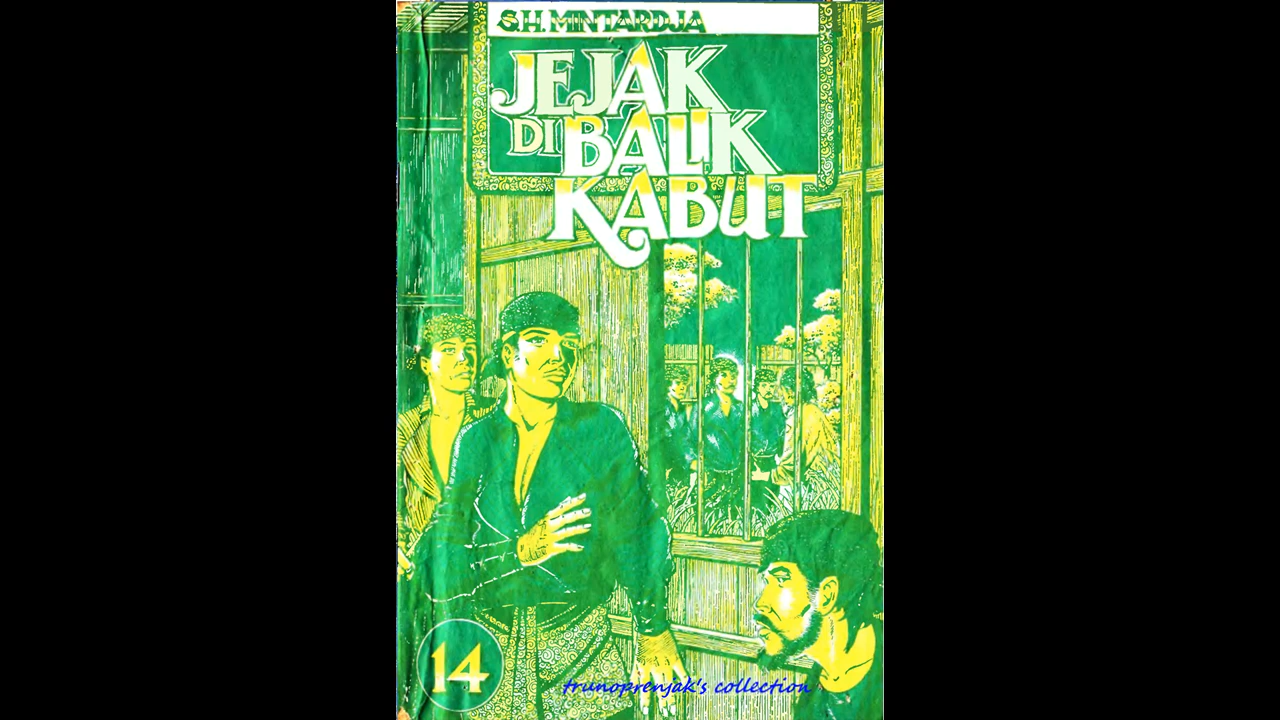 S.H. MINTARDJA
JEJAK
DI BALIK
KABUT
14
trunoprenjak's collection